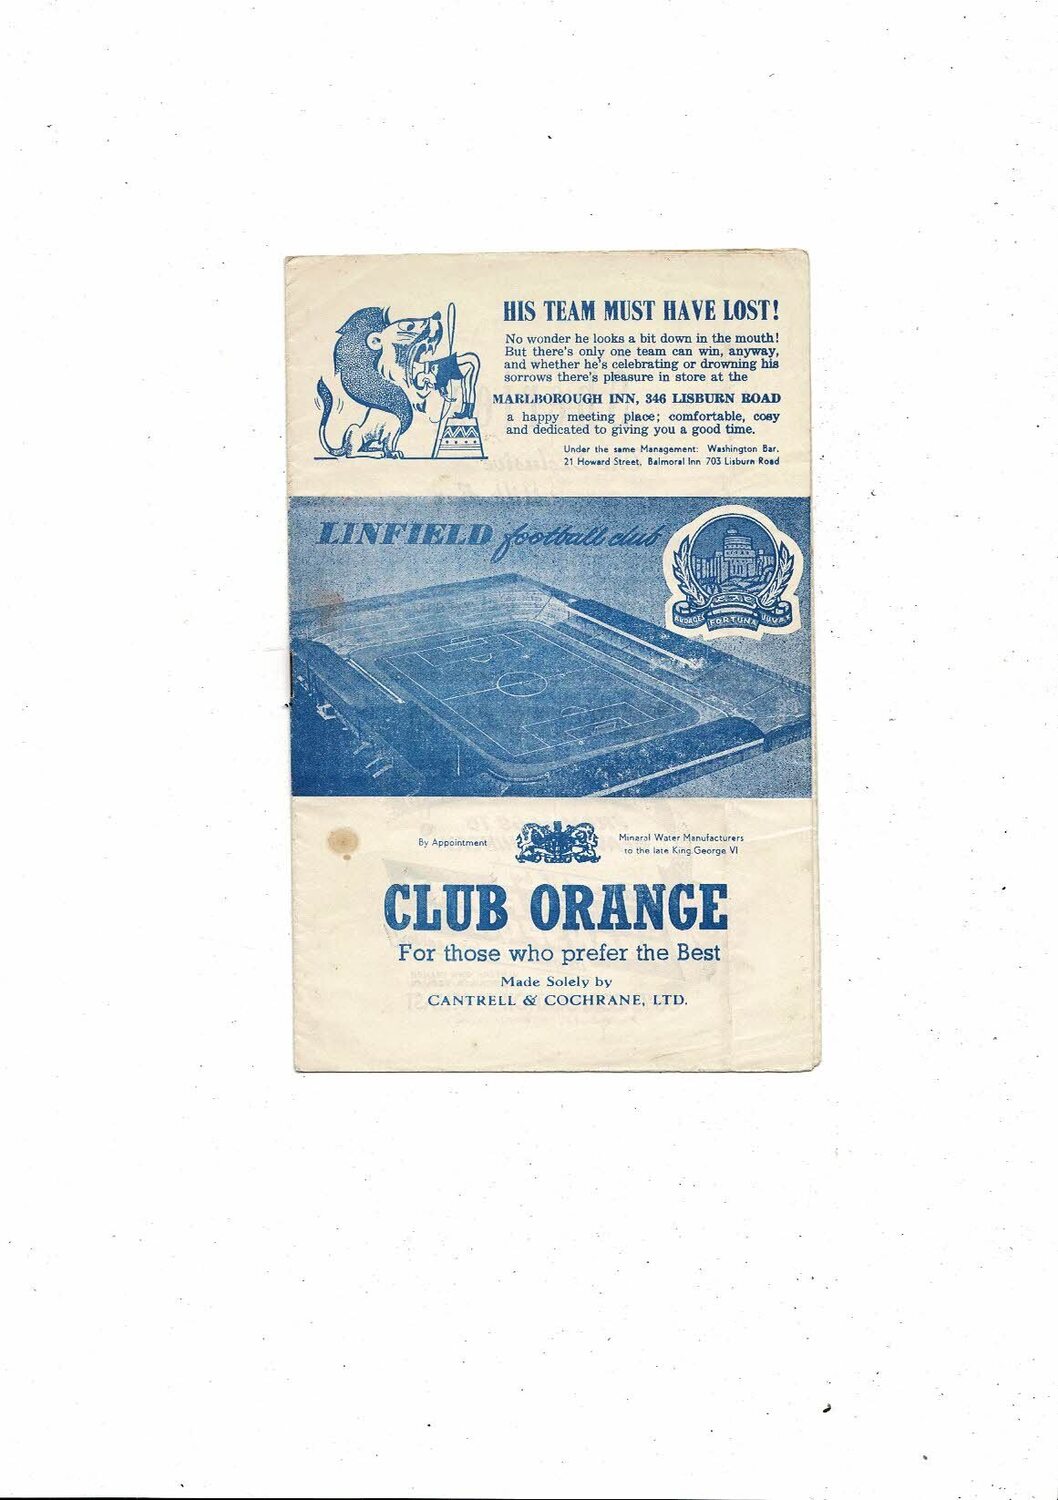 HIS TEAM MUST HAVE LOST!
No wonder he looks a bit down in the mouth!
But there's only one team can win, anyway,
and whether he's celebrating or drowning his
sorrows there's pleasure in store at the
MARLBOROUGH INN, 346 LISBURN ROAD
a happy meeting place; comfortable, cosy
and dedicated to giving you a good time.
Under the same Management: Washington Bar.
21 Howard Street, Balmoral Inn 703 Lisburn Road
LINFIELD football club
AUDACES FORTUNA JUVAT
By Appointment
Mineral Water Manufacturers
to the late King George VI
CLUB ORANGE
For those who prefer the Best
Made Solely by
CANTRELL & COCHRANE, LTD.